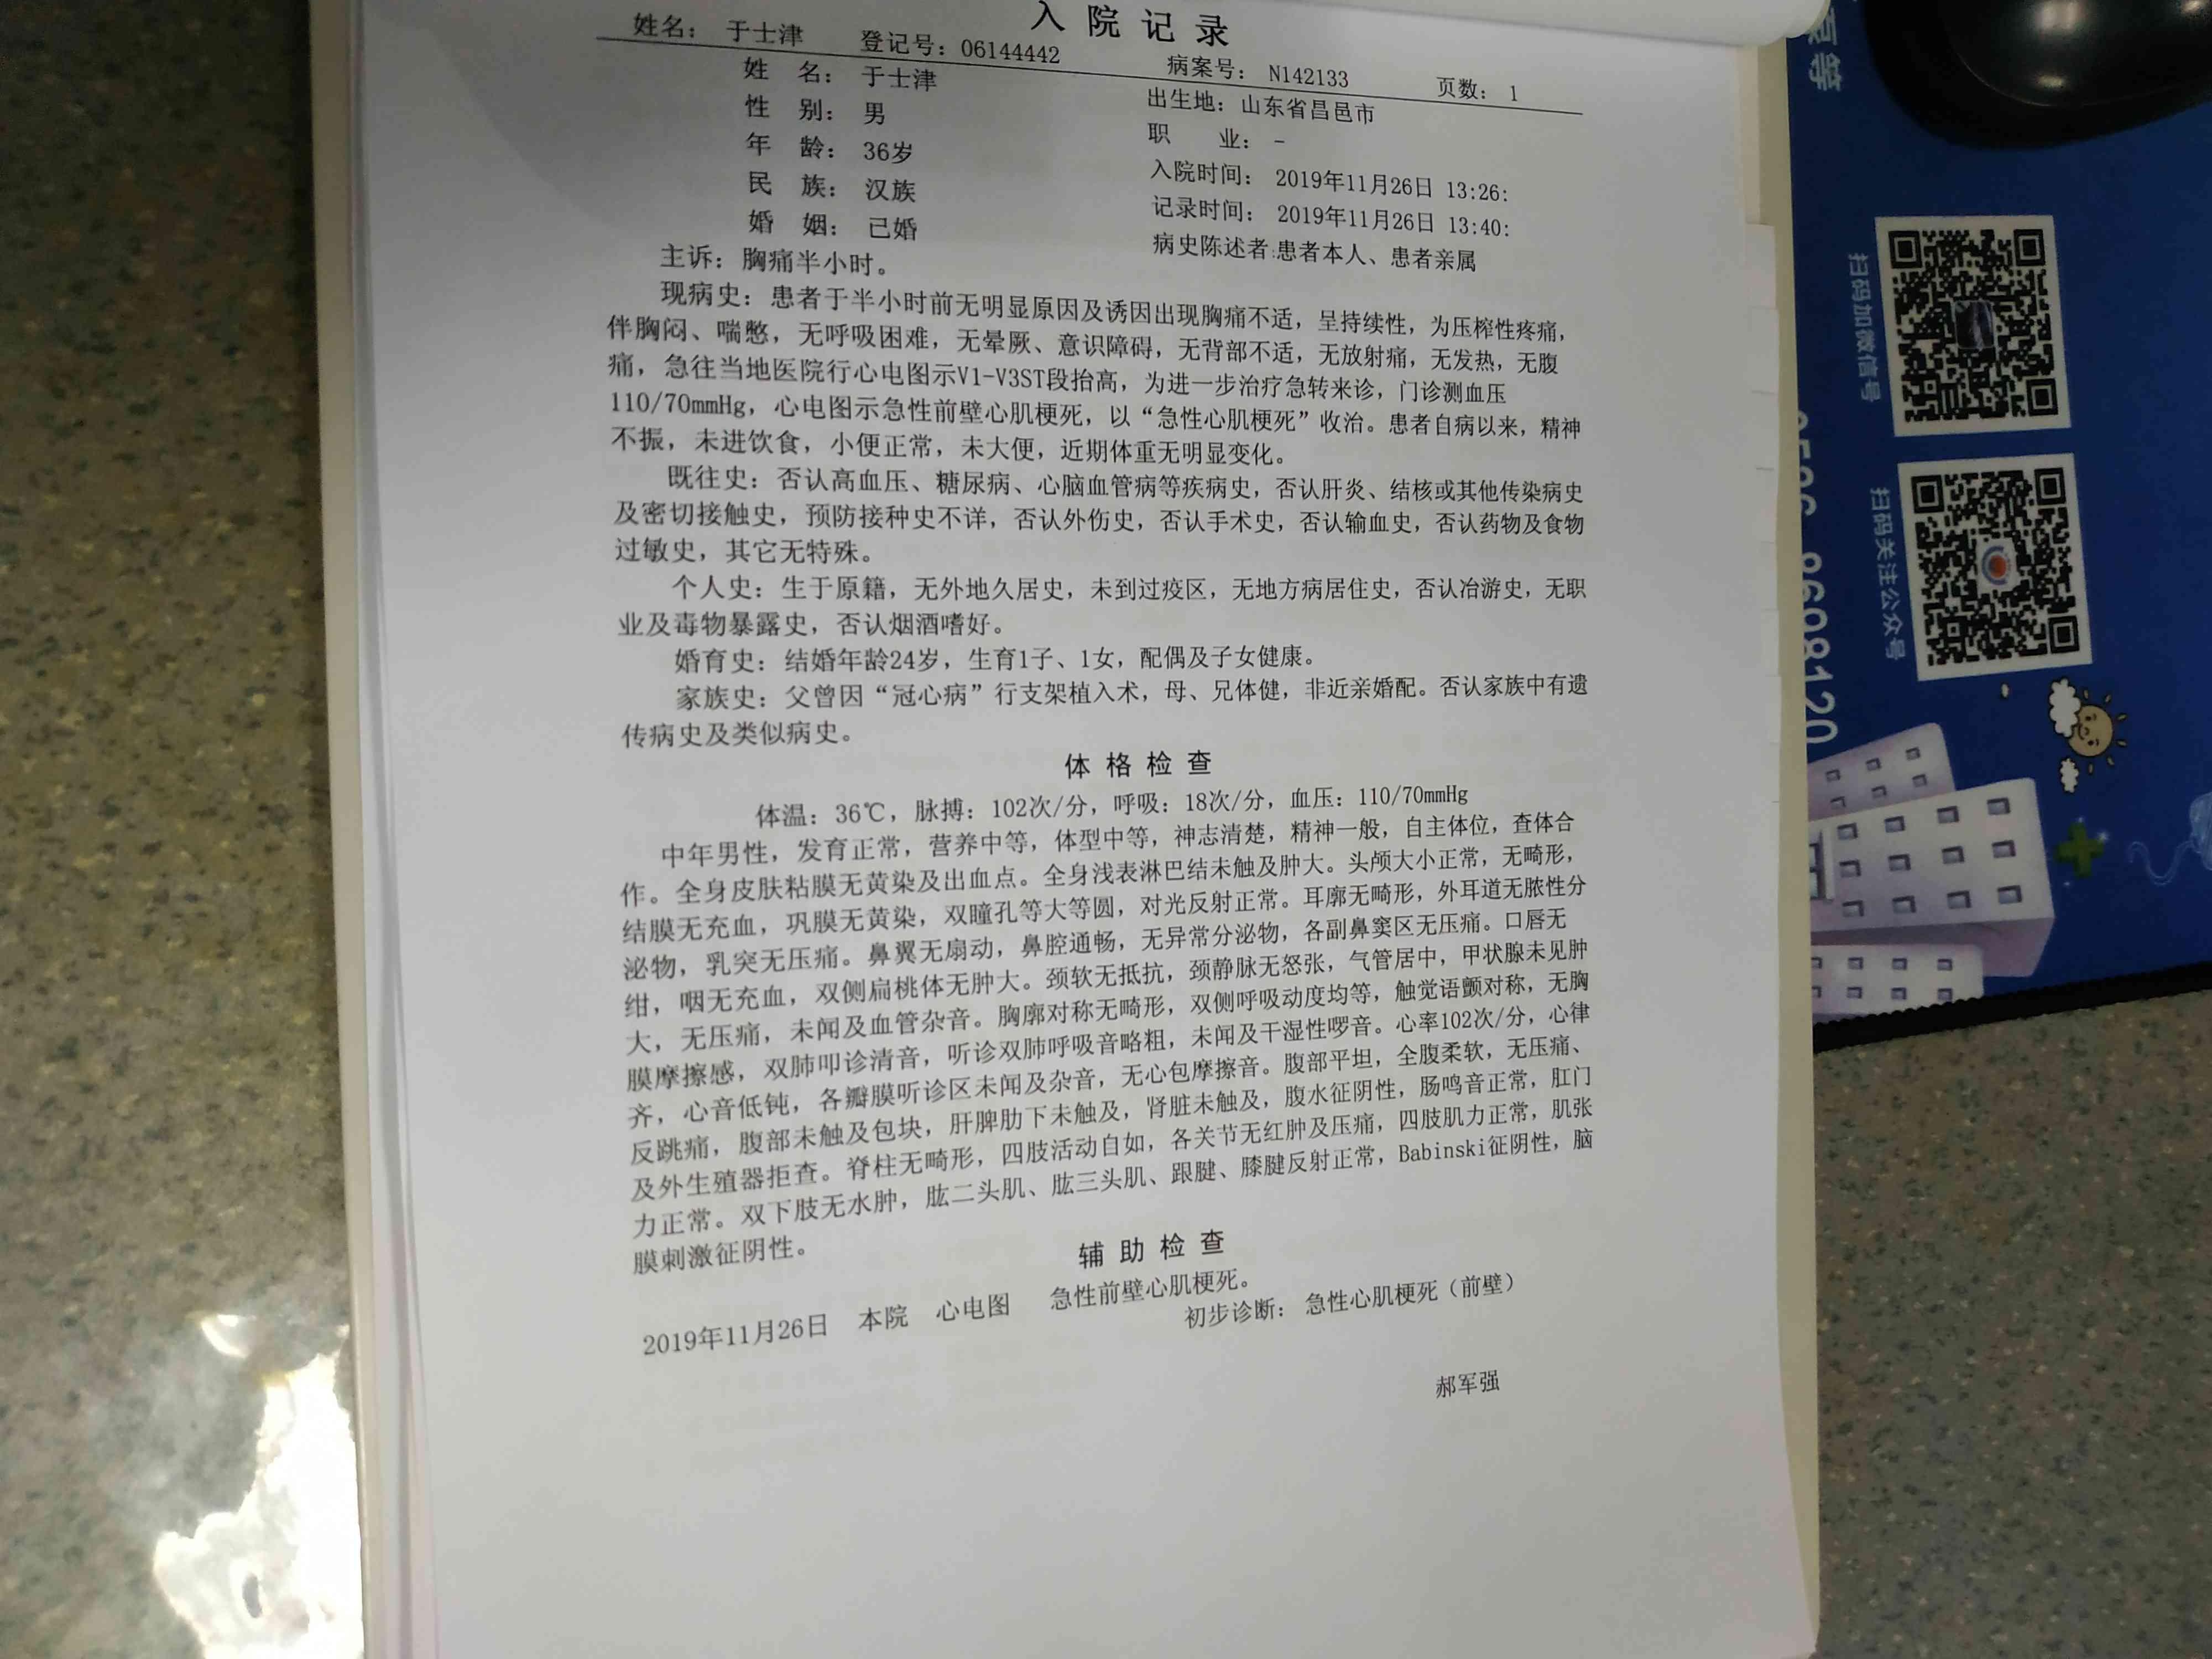 入院记录
姓名： 于士津 登记号：06144442 病案号： N142133 页数： 1
姓 名： 于士津 出生地：山东省昌邑市
性 别： 男 职 业： -
年 龄： 36岁 入院时间： 2019年11月26日 13:26:
民 族： 汉族 记录时间： 2019年11月26日 13:40:
婚 姻： 已婚 病史陈述者:患者本人、患者亲属
主诉：胸痛半小时。
现病史：患者于半小时前无明显原因及诱因出现胸痛不适，呈持续性，为压榨性疼痛，
伴胸闷、喘憋，无呼吸困难，无晕厥、意识障碍，无背部不适，无放射痛，无发热，无腹
痛，急往当地医院行心电图示V1-V3ST段抬高，为进一步治疗急转来诊，门诊测血压
110/70mmHg，心电图示急性前壁心肌梗死，以“急性心肌梗死”收治。患者自病以来，精神
不振，未进饮食，小便正常，未大便，近期体重无明显变化。
既往史：否认高血压、糖尿病、心脑血管病等疾病史，否认肝炎、结核或其他传染病史
及密切接触史，预防接种史不详，否认外伤史，否认手术史，否认输血史，否认药物及食物
过敏史，其它无特殊。
个人史：生于原籍，无外地久居史，未到过疫区，无地方病居住史，否认冶游史，无职
业及毒物暴露史，否认烟酒嗜好。
婚育史：结婚年龄24岁，生育1子、1女，配偶及子女健康。
家族史：父曾因“冠心病”行支架植入术，母、兄体健，非近亲婚配。否认家族中有遗
传病史及类似病史。
体格检查
体温：36℃，脉搏：102次/分，呼吸：18次/分，血压：110/70mmHg
中年男性，发育正常，营养中等，体型中等，神志清楚，精神一般，自主体位，查体合
作。全身皮肤粘膜无黄染及出血点。全身浅表淋巴结未触及肿大。头颅大小正常，无畸形，
结膜无充血，巩膜无黄染，双瞳孔等大等圆，对光反射正常。耳廓无畸形，外耳道无脓性分
泌物，乳突无压痛。鼻翼无扇动，鼻腔通畅，无异常分泌物，各副鼻窦区无压痛。口唇无
绀，咽无充血，双侧扁桃体无肿大。颈软无抵抗，颈静脉无怒张，气管居中，甲状腺未见肿
大，无压痛，未闻及血管杂音。胸廓对称无畸形，双侧呼吸动度均等，触觉语颤对称，无胸
膜摩擦感，双肺叩诊清音，听诊双肺呼吸音略粗，未闻及干湿性啰音。心率102次/分，心律
齐，心音低钝，各瓣膜听诊区未闻及杂音，无心包摩擦音。腹部平坦，全腹柔软，无压痛、
反跳痛，腹部未触及包块，肝脾肋下未触及，肾脏未触及，腹水征阴性，肠鸣音正常，肛门
及外生殖器拒查。脊柱无畸形，四肢活动自如，各关节无红肿及压痛，四肢肌力正常，肌张
力正常。双下肢无水肿，肱二头肌、肱三头肌、跟腱、膝腱反射正常，Babinski征阴性，脑
膜刺激征阴性。
辅助检查
2019年11月26日 本院 心电图 急性前壁心肌梗死。
初步诊断： 急性心肌梗死（前壁）
郝军强
扫码加微信号
扫码关注公众号